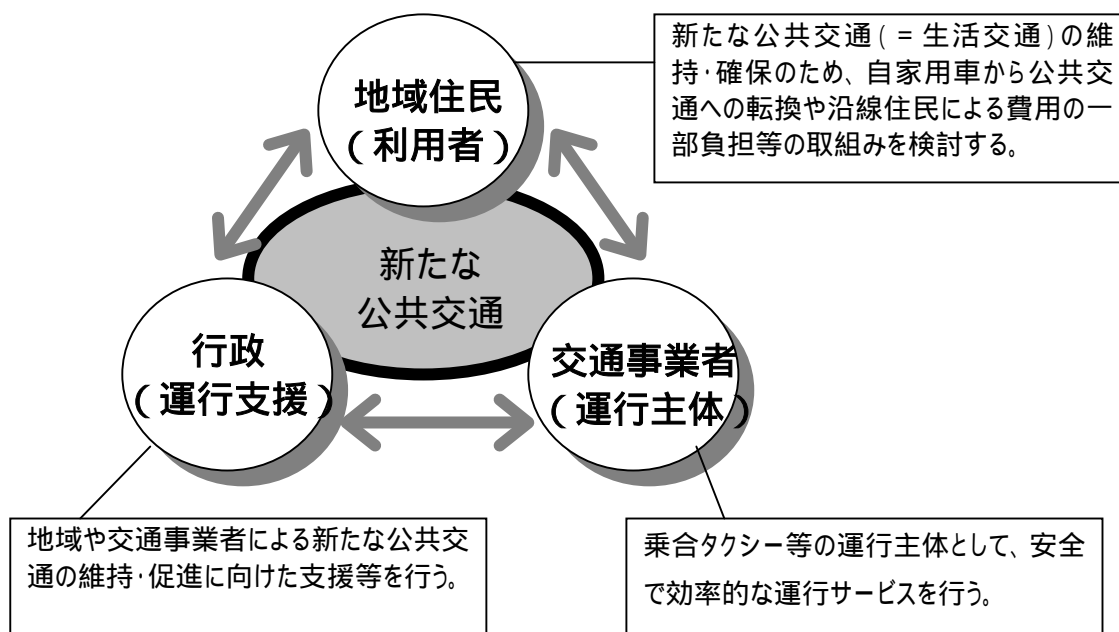 新たな公共交通(=生活交通)の維
持・確保のため、自家用車から公共交
通への転換や沿線住民による費用の一
部負担等の取組みを検討する。
地域住民
(利用者)
新たな
公共交通
行政
(運行支援)
交通事業者
(運行主体)
地域や交通事業者による新たな公共交
通の維持・促進に向けた支援等を行う。
乗合タクシー等の運行主体として、安全
で効率的な運行サービスを行う。